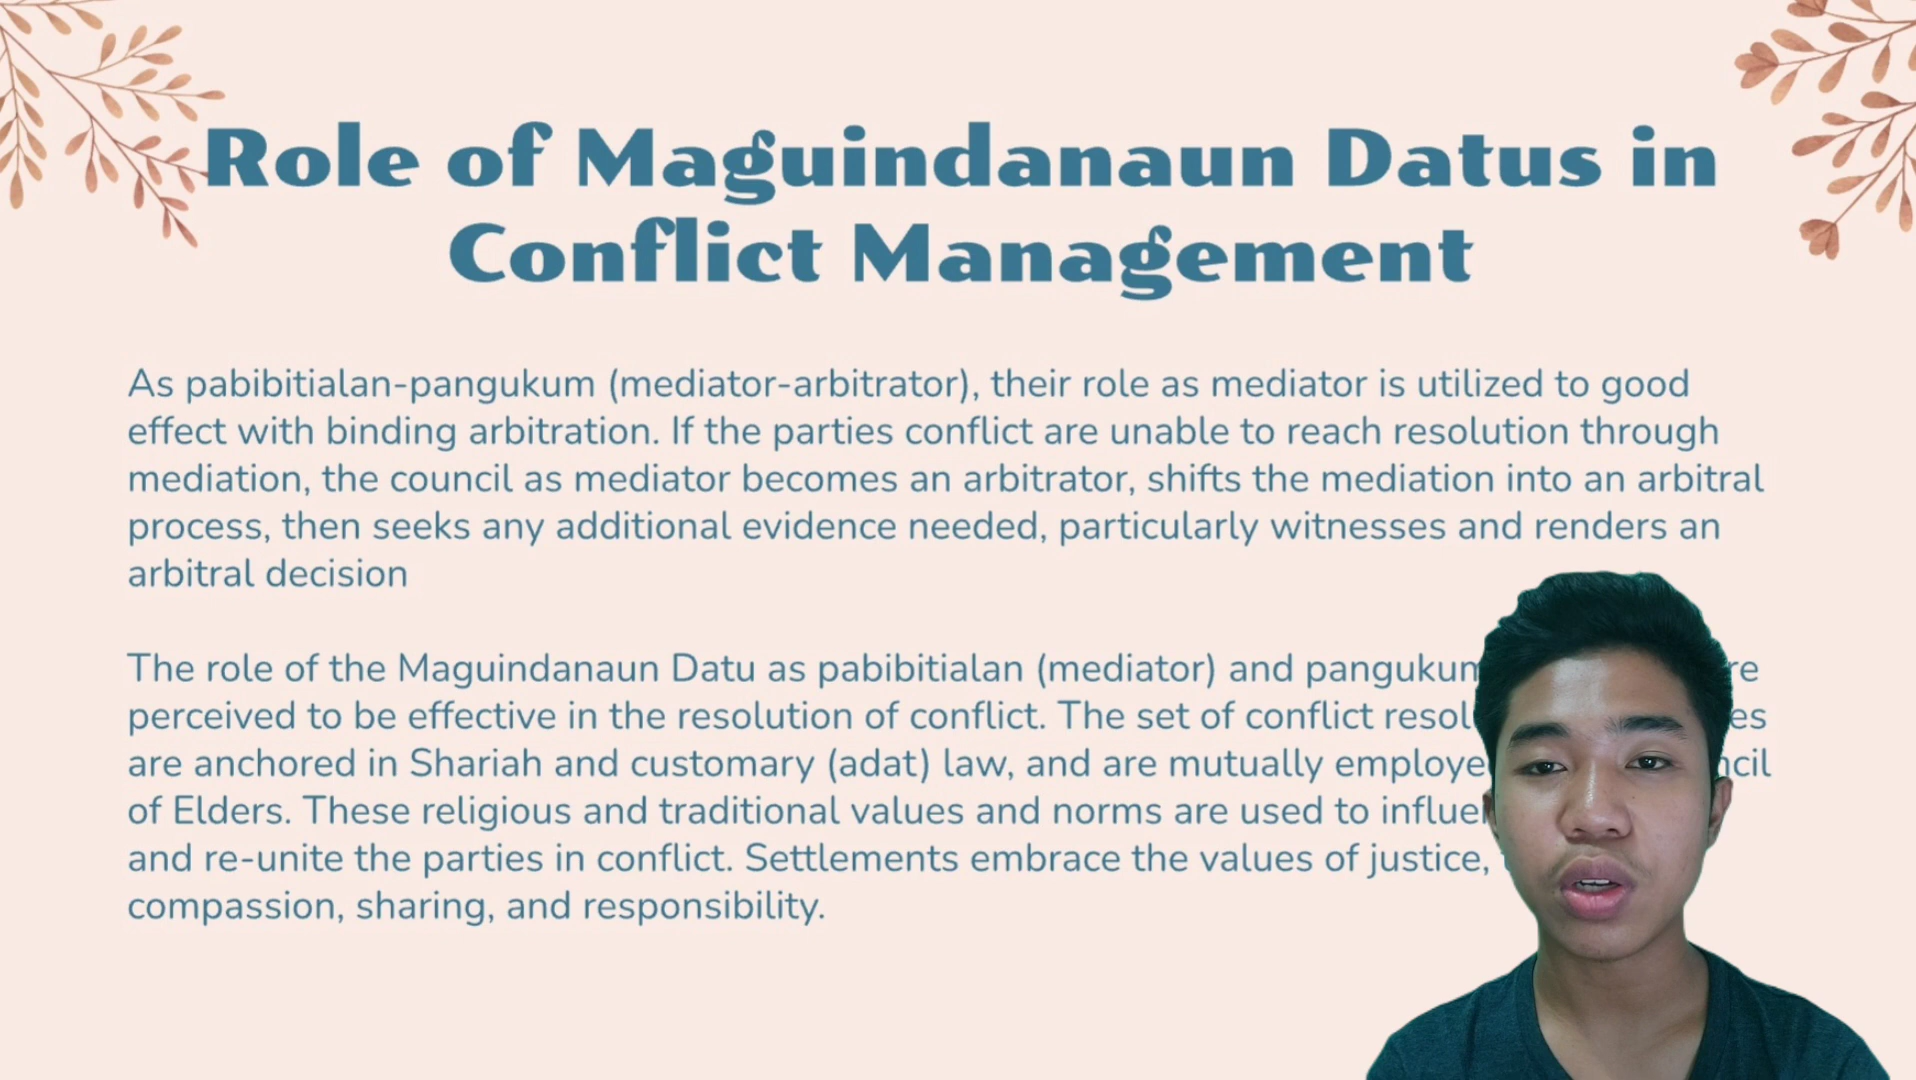 Role of Maguindanaun Datus in
Conflict Management
As pabibitialan-pangukum (mediator-arbitrator), their role as mediator is utilized to good
effect with binding arbitration. If the parties conflict are unable to reach resolution through
mediation, the council as mediator becomes an arbitrator, shifts the mediation into an arbitral
process, then seeks any additional evidence needed, particularly witnesses and renders an
arbitral decision
The role of the Maguindanaun Datu as pabibitialan (mediator) and pangukum
perceived to be effective in the resolution of conflict. The set of conflict
are anchored in Shariah and customary (adat) law, and are mutually
of Elders. These religious and traditional values and norms are used to
and re-unite the parties in conflict. Settlements embrace the values of justice,
compassion, sharing, and responsibility.